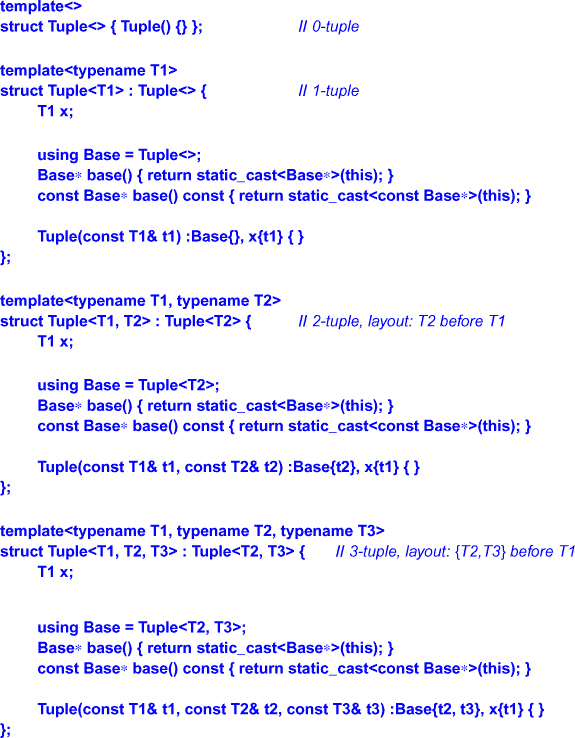 template<>
struct Tuple<> { Tuple() {} }; // 0-tuple
template<typename T1>
struct Tuple<T1> : Tuple<> { // 1-tuple
T1 x;
using Base = Tuple<>;
Base∗ base() { return static_cast<Base∗>(this); }
const Base∗ base() const { return static_cast<const Base∗>(this); }
Tuple(const T1& t1) :Base{}, x{t1} { }
};
template<typename T1, typename T2>
struct Tuple<T1, T2> : Tuple<T2> { // 2-tuple, layout: T2 before T1
T1 x;
using Base = Tuple<T2>;
Base∗ base() { return static_cast<Base∗>(this); }
const Base∗ base() const { return static_cast<const Base∗>(this); }
Tuple(const T1& t1, const T2& t2) :Base{t2}, x{t1} { }
};
template<typename T1, typename T2, typename T3>
struct Tuple<T1, T2, T3> : Tuple<T2, T3> { // 3-tuple, layout: {T2,T3} before T1
T1 x;
using Base = Tuple<T2, T3>;
Base∗ base() { return static_cast<Base∗>(this); }
const Base∗ base() const { return static_cast<const Base∗>(this); }
Tuple(const T1& t1, const T2& t2, const T3& t3) :Base{t2, t3}, x{t1} { }
};